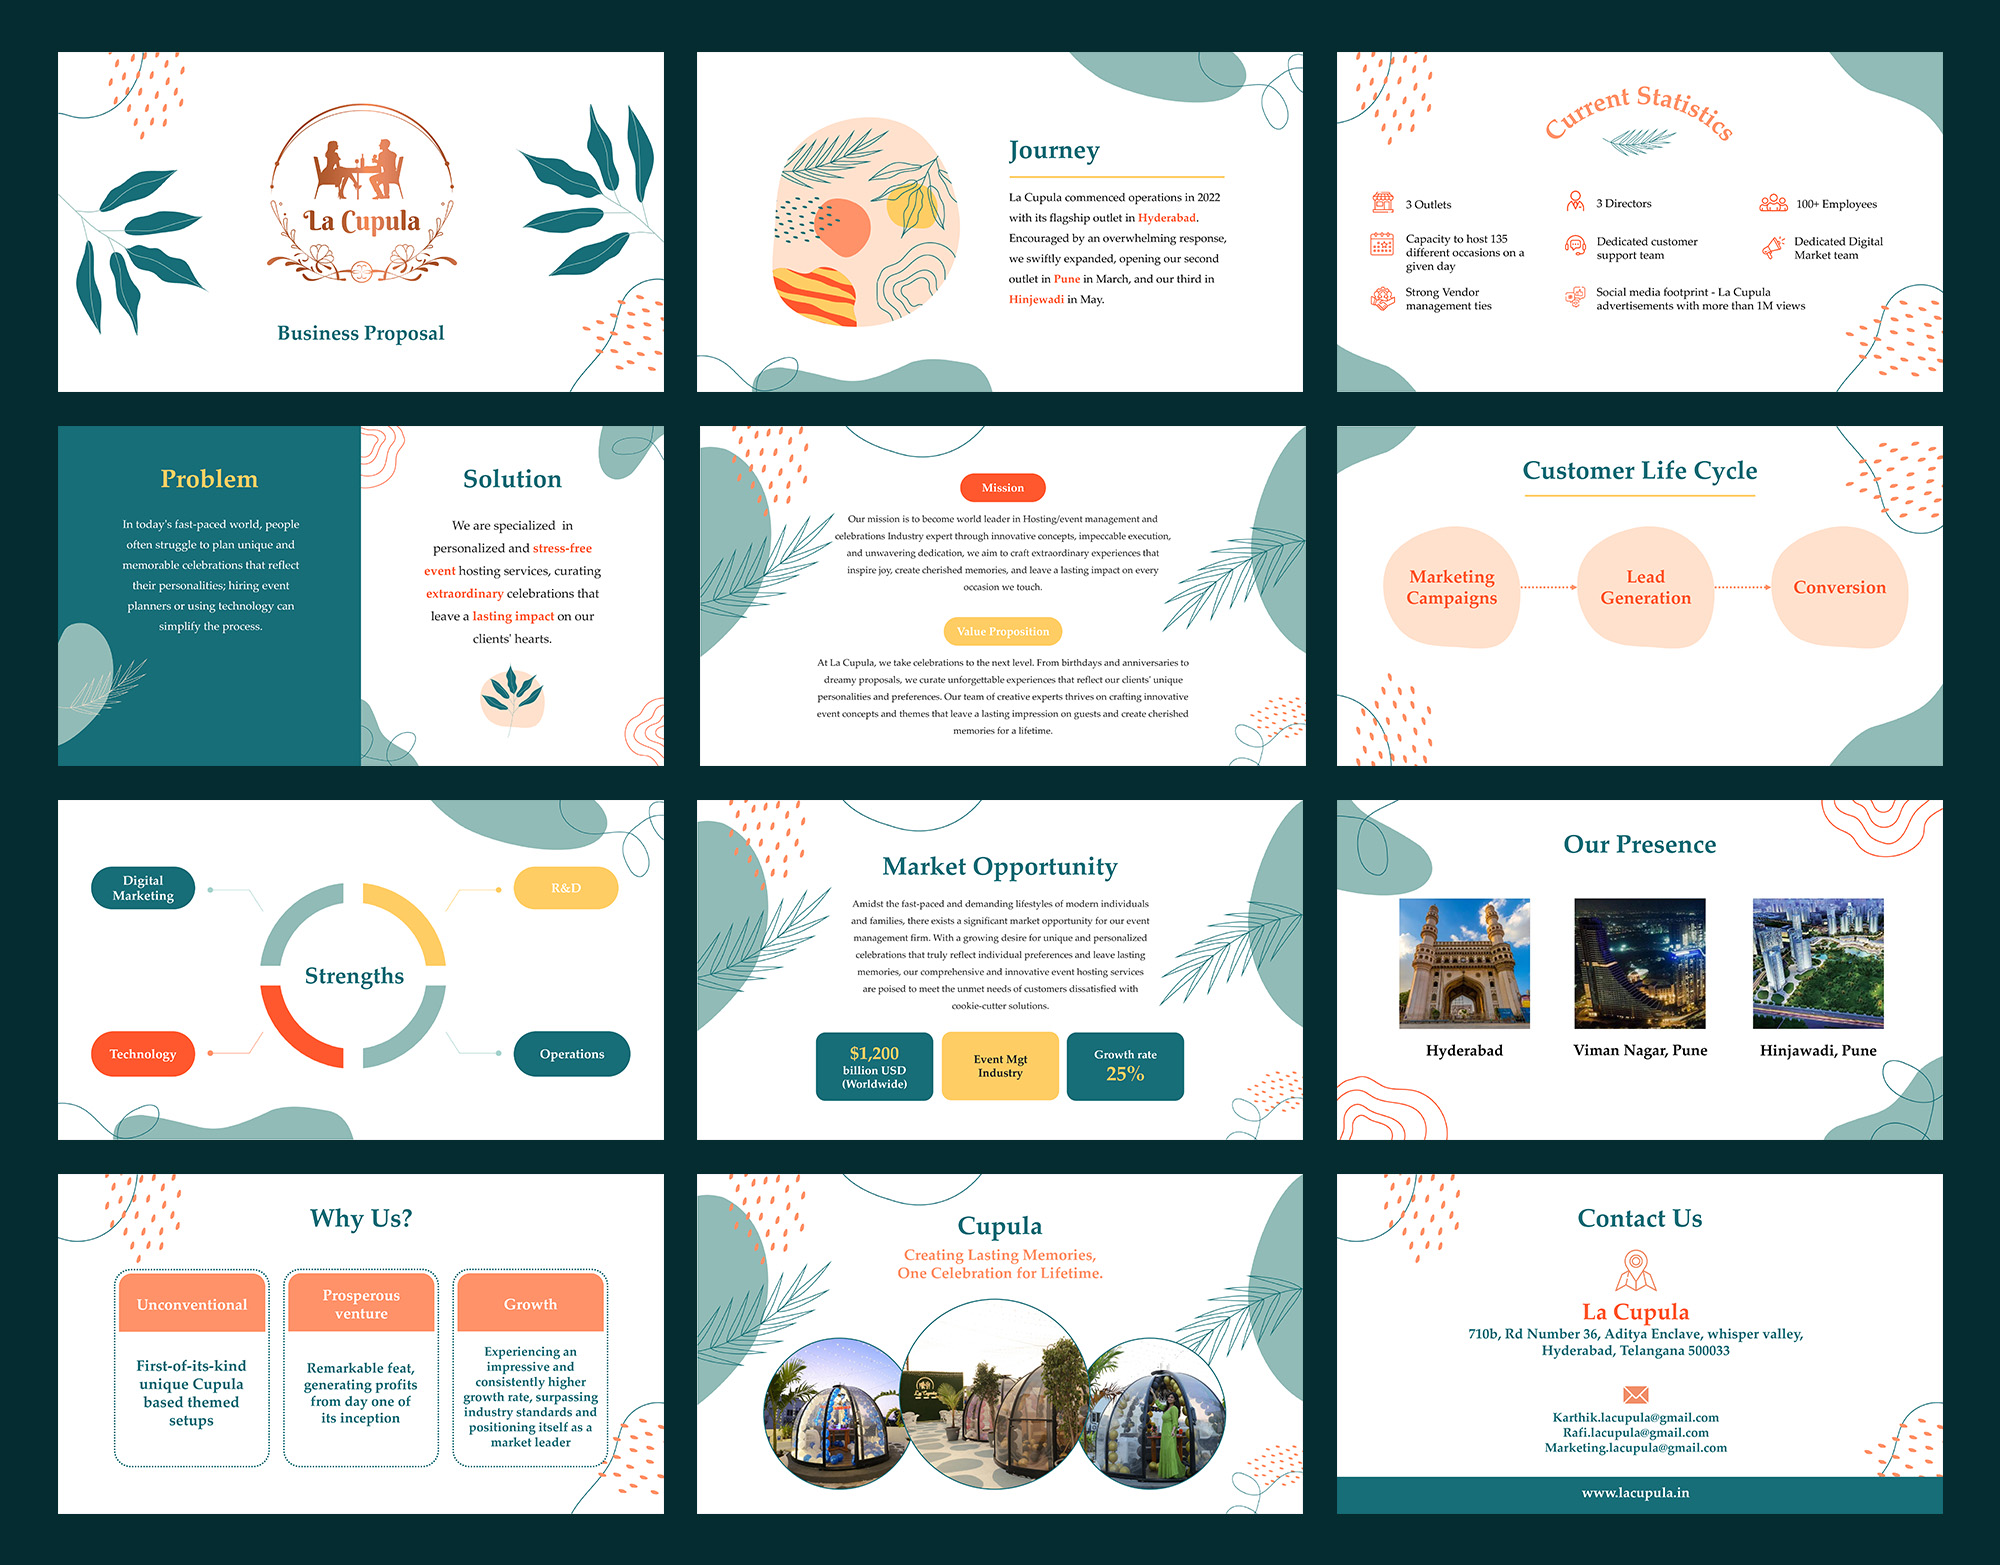 La Cupula
Business Proposal
Journey
La Cupula commenced operations in 2022
with its flagship outlet in Hyderabad.
Encouraged by an overwhelming response,
we swiftly expanded, opening our second
outlet in Pune in March, and our third in
Hinjewadi in May.
Current Statistics
3 Outlets
3 Directors
100+ Employees
Capacity to host 135
different occasions on a
given day
Dedicated customer
support team
Dedicated Digital
Market team
Strong Vendor
management ties
Social media footprint - La Cupula
advertisements with more than 1M views
Problem
In today's fast-paced world, people
often struggle to plan unique and
memorable celebrations that reflect
their personalities; hiring event
planners or using technology can
simplify the process.
Solution
We are specialized in
personalized and stress-free
event hosting services, curating
extraordinary celebrations that
leave a lasting impact on our
clients' hearts.
Mission
Our mission is to become world leader in Hosting/event management and
celebrations Industry expert through innovative concepts, impeccable execution,
and unwavering dedication, we aim to craft extraordinary experiences that
inspire joy, create cherished memories, and leave a lasting impact on every
occasion we touch.
Value Proposition
At La Cupula, we take celebrations to the next level. From birthdays and anniversaries to
dreamy proposals, we curate unforgettable experiences that reflect our clients' unique
personalities and preferences. Our team of creative experts thrives on crafting innovative
event concepts and themes that leave a lasting impression on guests and create cherished
memories for a lifetime.
Customer Life Cycle
Marketing
Campaigns
Lead
Generation
Conversion
Digital
Marketing
R&D
Strengths
Technology
Operations
Market Opportunity
Amidst the fast-paced and demanding lifestyles of modern individuals
and families, there exists a significant market opportunity for our event
management firm. With a growing desire for unique and personalized
celebrations that truly reflect individual preferences and leave lasting
memories, our comprehensive and innovative event hosting services
are poised to meet the unmet needs of customers dissatisfied with
cookie-cutter solutions.
$1,200
billion USD
(Worldwide)
Event Mgt
Industry
Growth rate
25%
Our Presence
Hyderabad
Viman Nagar, Pune
Hinjawadi, Pune
Why Us?
Unconventional
First-of-its-kind
unique Cupula
based themed
setups
Prosperous
venture
Remarkable feat,
generating profits
from day one of
its inception
Growth
Experiencing an
impressive and
consistently higher
growth rate, surpassing
industry standards and
positioning itself as a
market leader
Cupula
Creating Lasting Memories,
One Celebration for Lifetime.
La Cupula
Contact Us
La Cupula
710b, Rd Number 36, Aditya Enclave, whisper valley,
Hyderabad, Telangana 500033
Karthik.lacupula@gmail.com
Rafi.lacupula@gmail.com
Marketing.lacupula@gmail.com
www.lacupula.in